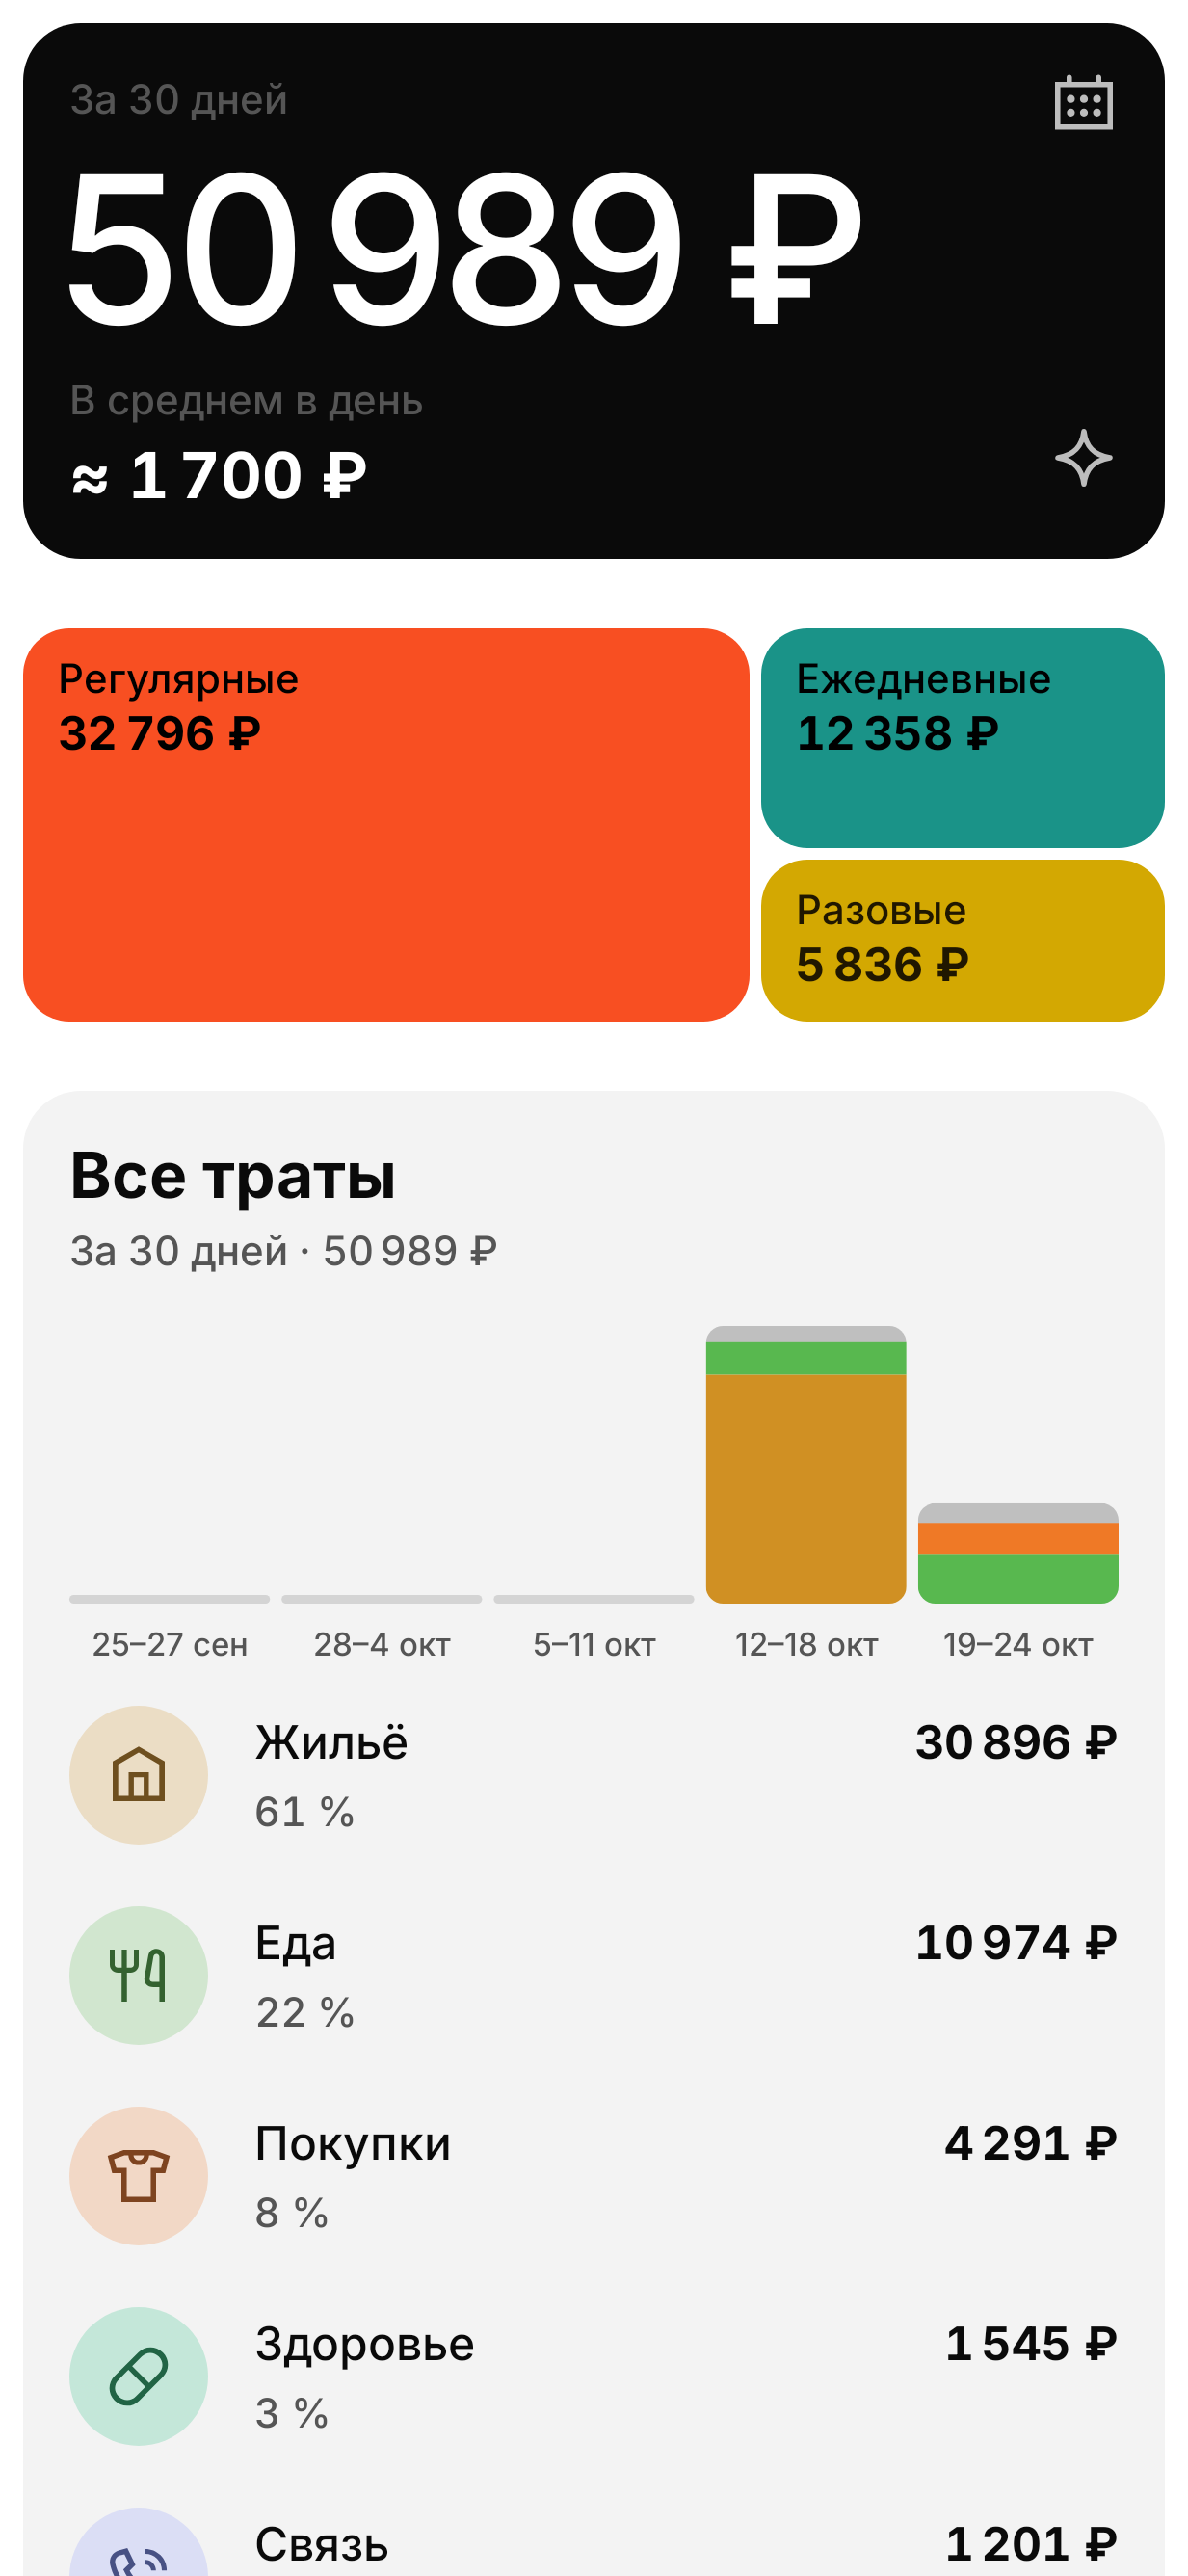 За 30 дней
50 989 ₽
В среднем в день
≈ 1 700 ₽
Регулярные
32 796 ₽
Ежедневные
12 358 ₽
Разовые
5 836 ₽
Все траты
За 30 дней · 50 989 ₽
25–27 сен
28–4 окт
5–11 окт
12–18 окт
19–24 окт
Жильё
30 896 ₽
61 %
Еда
10 974 ₽
22 %
Покупки
4 291 ₽
8 %
Здоровье
1 545 ₽
3 %
Связь
1 201 ₽